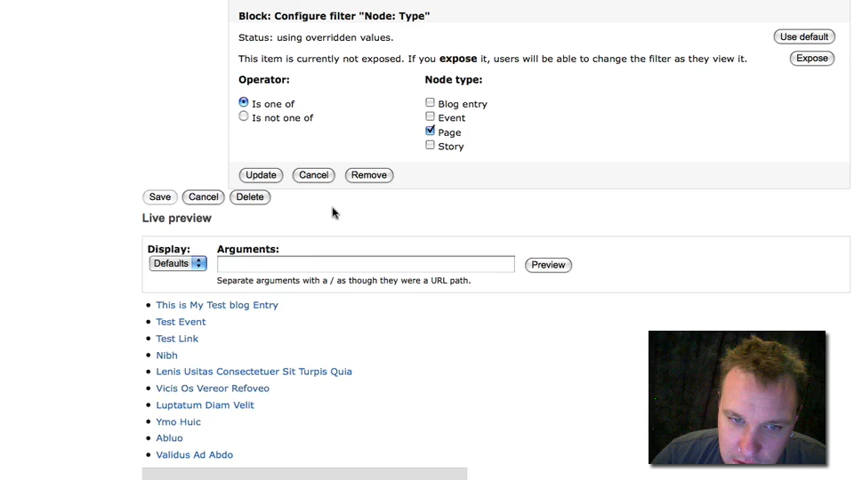 Block: Configure filter "Node: Type"
Status: using overridden values.
Use default
This item is currently not exposed. If you expose it, users will be able to change the filter as they view it.
Expose
Operator:
Node type:
Is one of
Is not one of
Blog entry
Event
Page
Story
Update
Cancel
Remove
Save
Cancel
Delete
Live preview
Display:
Arguments:
Defaults
Preview
Separate arguments with a / as though they were a URL path.
This is My Test blog Entry
Test Event
Test Link
Nibh
Lenis Usitas Consectetuer Sit Turpis Quia
Vicis Os Vereor Refoveo
Luptatum Diam Velit
Ymo Huic
Abluo
Validus Ad Abdo